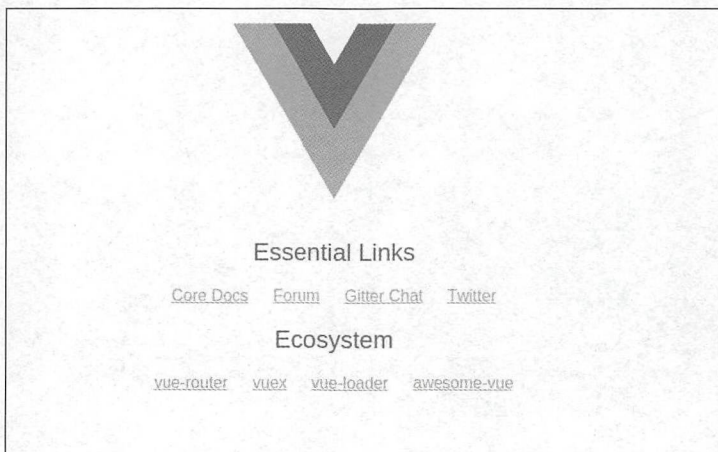 Essential Links
Core Docs Forum Gitter Chat Twitter
Ecosystem
vue-router vuex vue-loader awesome-vue